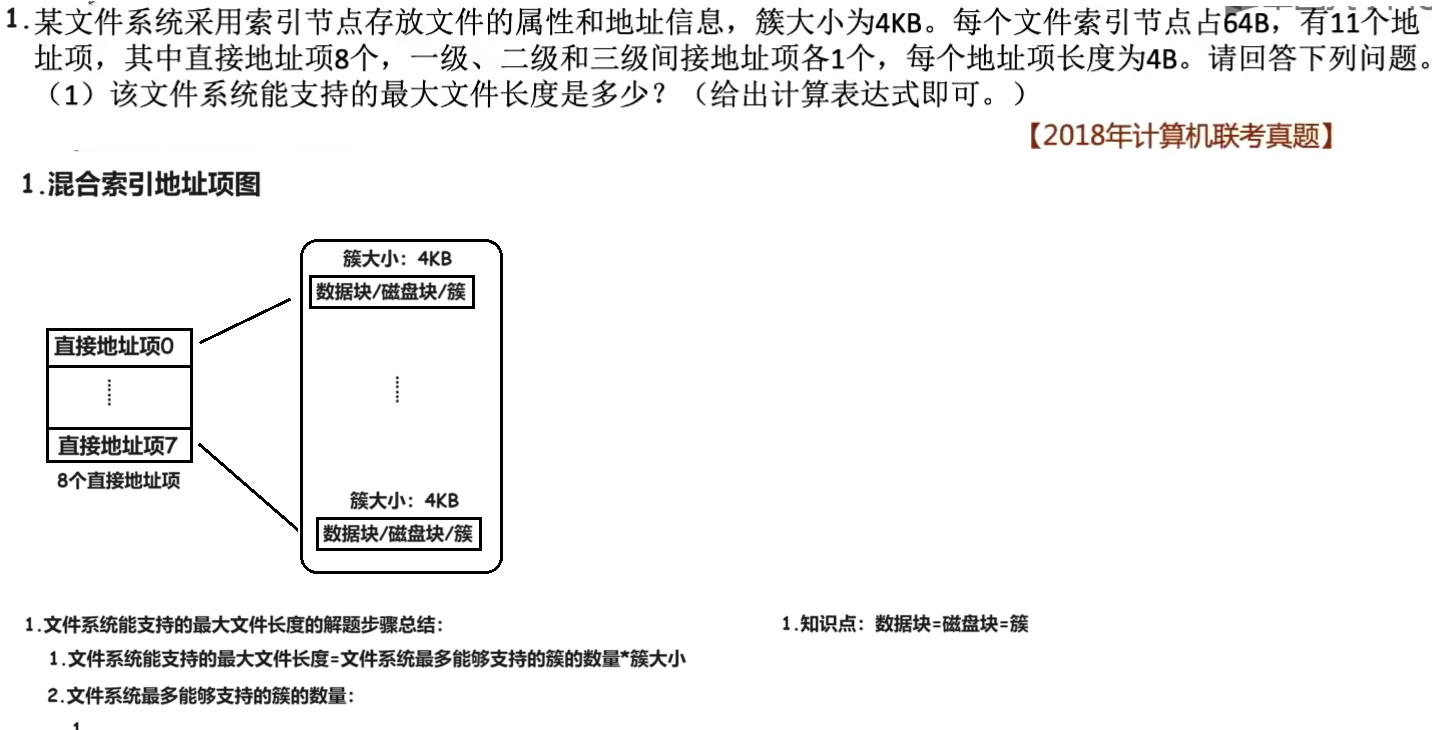 1.某文件系统采用索引节点存放文件的属性和地址信息，簇大小为4KB。每个文件索引节点占64B，有11个地
址项，其中直接地址项8个，一级、二级和三级间接地址项各1个，每个地址项长度为4B。请回答下列问题。
（1）该文件系统能支持的最大文件长度是多少？（给出计算表达式即可。）
【2018年计算机联考真题】
1.混合索引地址项图
簇大小：4KB
数据块/磁盘块/簇
直接地址项0
直接地址项7
8个直接地址项
簇大小：4KB
数据块/磁盘块/簇
1.文件系统能支持的最大文件长度的解题步骤总结：
1.知识点：数据块=磁盘块=簇
1.文件系统能支持的最大文件长度=文件系统最多能够支持的簇的数量*簇大小
2.文件系统最多能够支持的簇的数量：
1